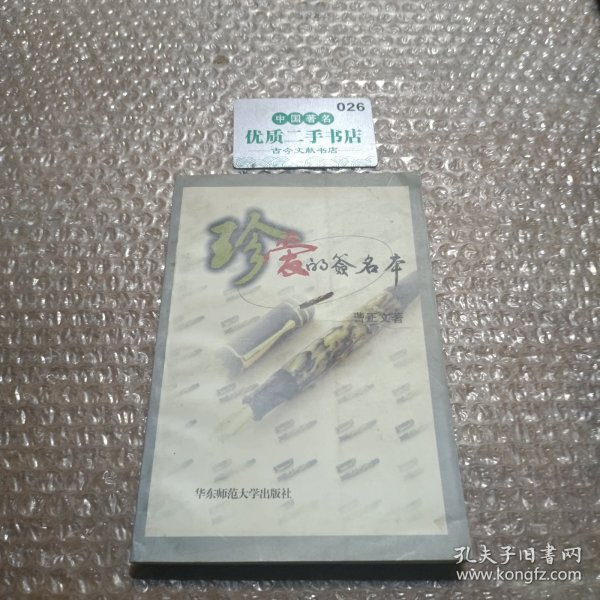 026
中国著名
优质二手书店
古今文献书店
珍爱的签名本
曹正文著
华东师范大学出版社
孔夫子旧书网
www.kongfz.com